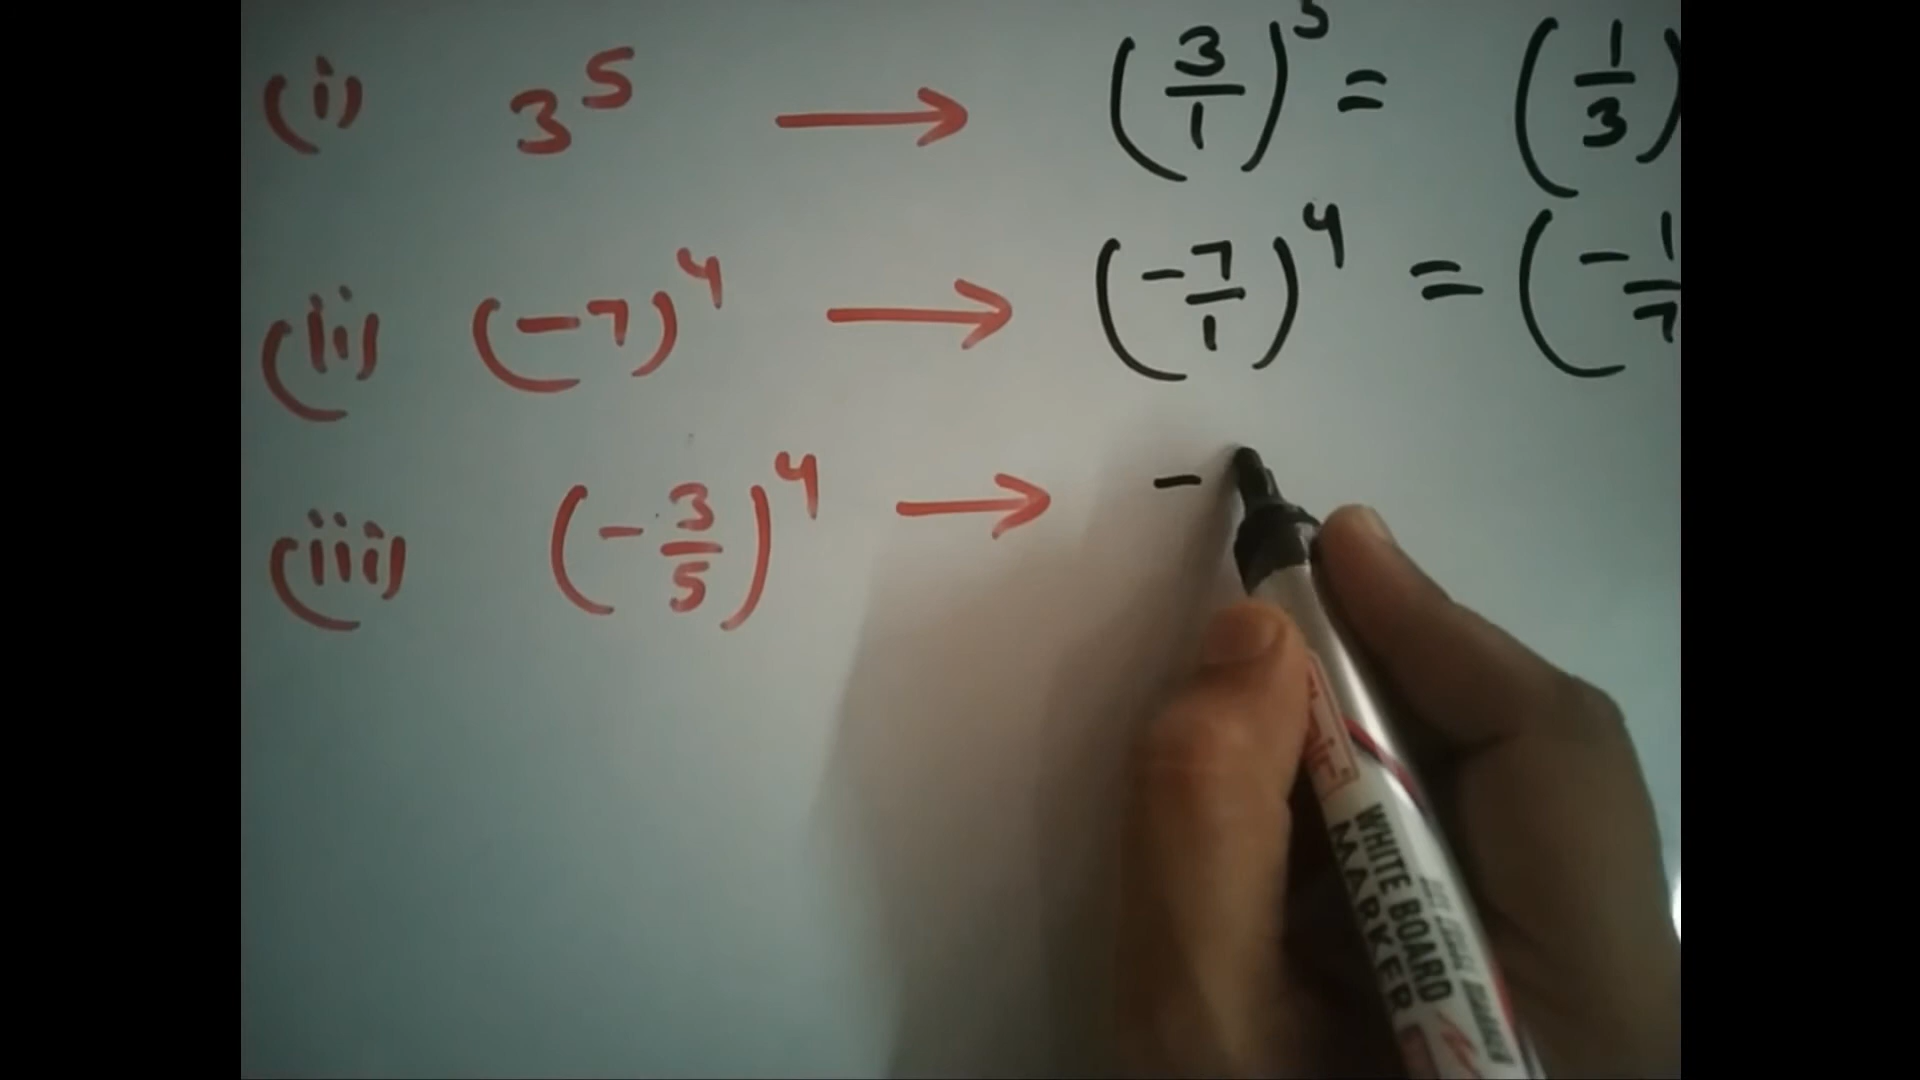 (i) 3^5 → (3/1)^5 = (1/3)
(ii) (-7)^4 → (-7/1)^4 = (-1/7
(iii) (-3/5)^4 → -
WHITE BOARD
MARKER